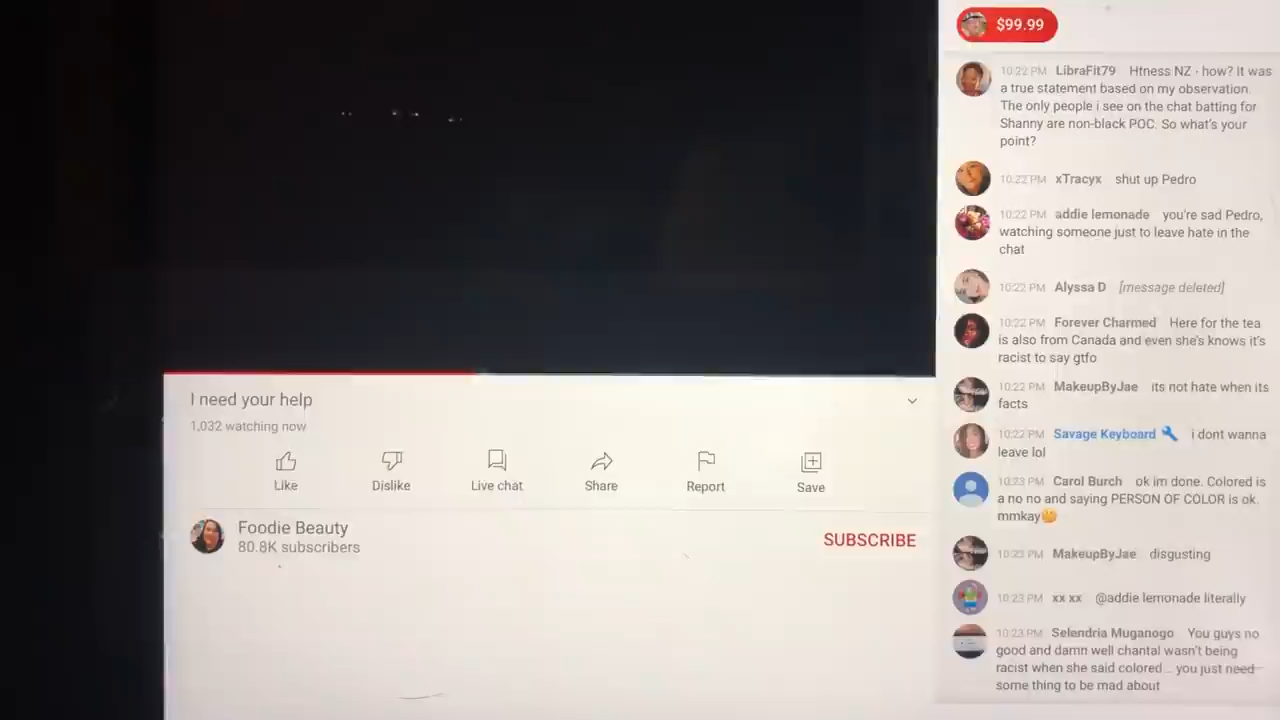 $99.99
10:22 PM LibraFit79 Hfness NZ - how? It was
a true statement based on my observation.
The only people i see on the chat batting for
Shanny are non-black POC. So what's your
point?
10:22 PM xTracyx shut up Pedro
10:22 PM addie lemonade you're sad Pedro,
watching someone just to leave hate in the
chat
10:22 PM Alyssa D [message deleted]
10:22 PM Forever Charmed Here for the tea
is also from Canada and even she's knows it's
racist to say gtfo
10:22 PM MakeupByJae its not hate when its
facts
10:22 PM Savage Keyboard i dont wanna
leave lol
10:23 PM Carol Burch ok im done. Colored is
a no no and saying PERSON OF COLOR is ok.
mmkay🤔
10:23 PM MakeupByJae disgusting
10:23 PM xx xx @addie lemonade literally
10:23 PM Selendria Muganogo You guys no
good and damn well chantal wasn't being
racist when she said colored... you just need
some thing to be mad about
I need your help
1,032 watching now
Like
Dislike
Live chat
Share
Report
Save
Foodie Beauty
80.8K subscribers
SUBSCRIBE